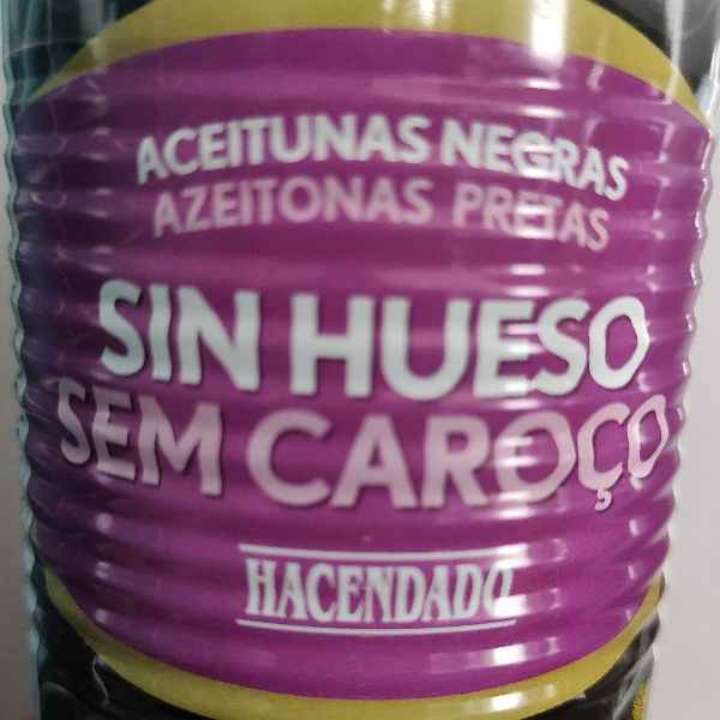 ACEITUNAS NEGRAS
AZEITONAS PRETAS
SIN HUESO
SEM CAROÇO
HACENDADO